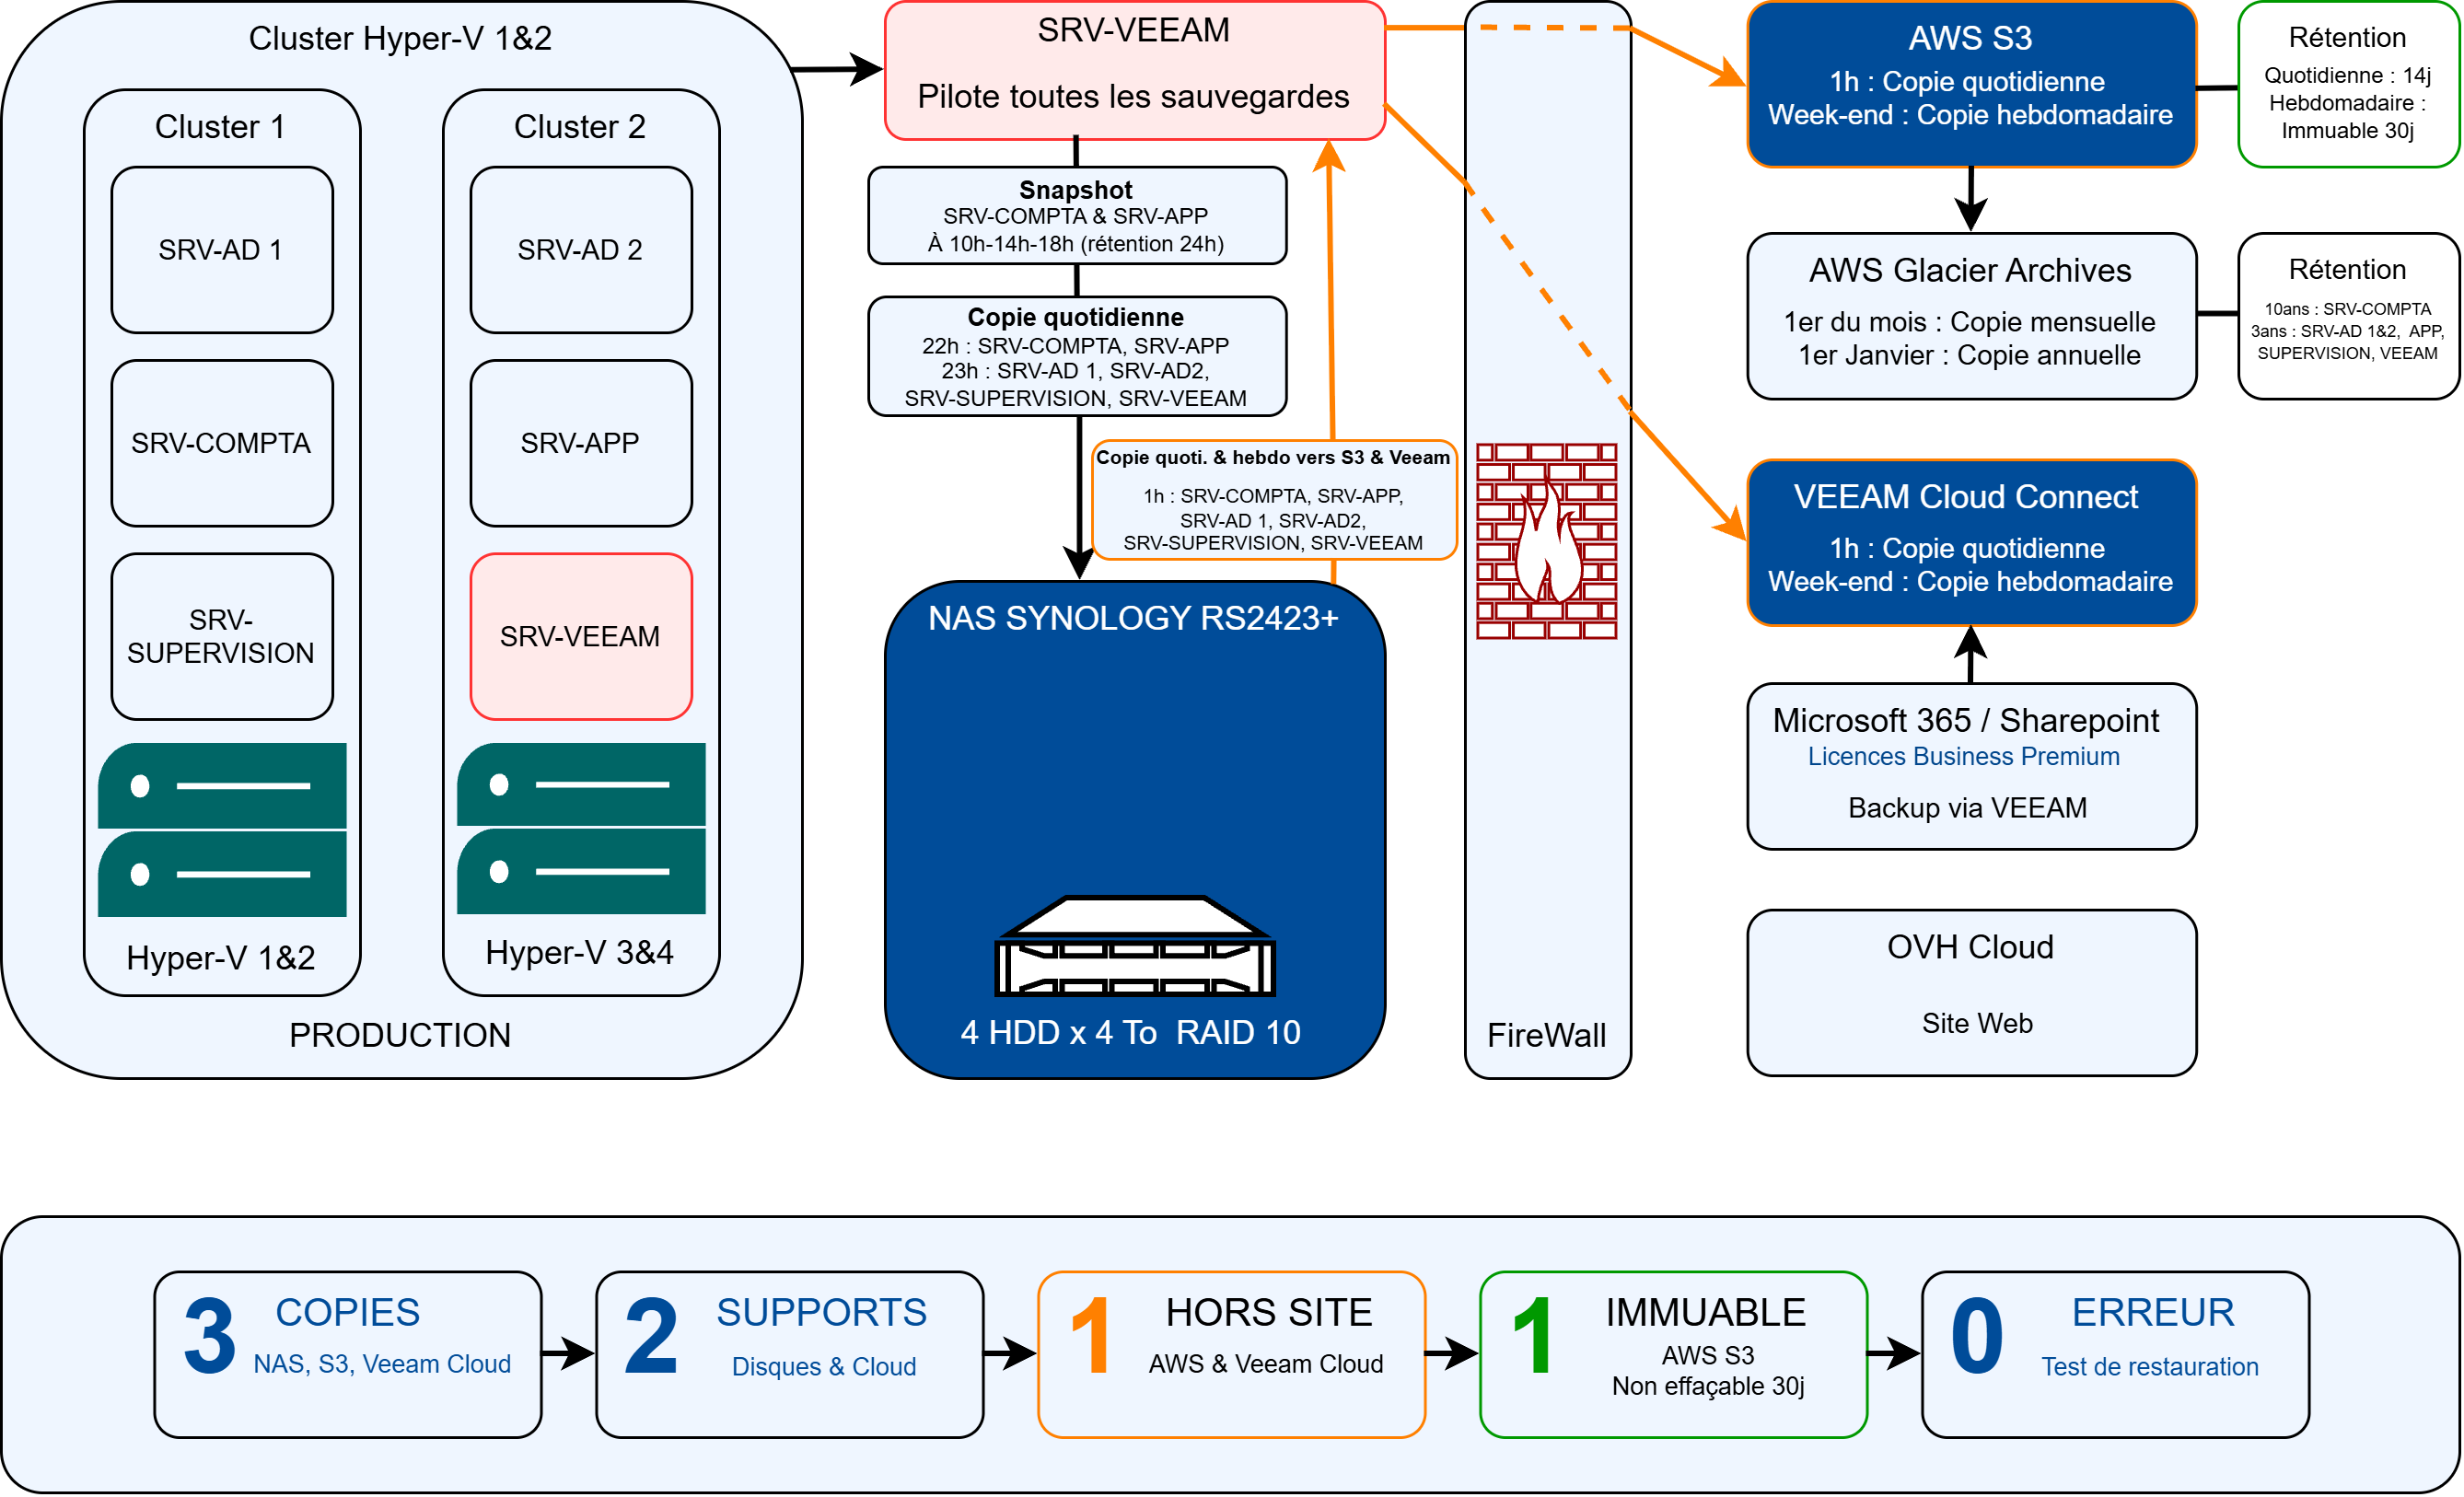 Cluster Hyper-V 1&2
Cluster 1
SRV-AD 1
SRV-COMPTA
SRV-
SUPERVISION
Hyper-V 1&2
Cluster 2
SRV-AD 2
SRV-APP
SRV-VEEAM
Hyper-V 3&4
PRODUCTION
SRV-VEEAM
Pilote toutes les sauvegardes
Snapshot
SRV-COMPTA & SRV-APP
À 10h-14h-18h (rétention 24h)
Copie quotidienne
22h : SRV-COMPTA, SRV-APP
23h : SRV-AD 1, SRV-AD2,
SRV-SUPERVISION, SRV-VEEAM
Copie quoti. & hebdo vers S3 & Veeam
1h : SRV-COMPTA, SRV-APP,
SRV-AD 1, SRV-AD2,
SRV-SUPERVISION, SRV-VEEAM
NAS SYNOLOGY RS2423+
4 HDD x 4 To  RAID 10
FireWall
AWS S3
1h : Copie quotidienne
Week-end : Copie hebdomadaire
Rétention
Quotidienne : 14j
Hebdomadaire :
Immuable 30j
AWS Glacier Archives
1er du mois : Copie mensuelle
1er Janvier : Copie annuelle
Rétention
10ans : SRV-COMPTA
3ans : SRV-AD 1&2,  APP,
SUPERVISION, VEEAM
VEEAM Cloud Connect
1h : Copie quotidienne
Week-end : Copie hebdomadaire
Microsoft 365 / Sharepoint
Licences Business Premium
Backup via VEEAM
OVH Cloud
Site Web
3 COPIES
NAS, S3, Veeam Cloud
2 SUPPORTS
Disques & Cloud
1 HORS SITE
AWS & Veeam Cloud
1 IMMUABLE
AWS S3
Non effaçable 30j
0 ERREUR
Test de restauration